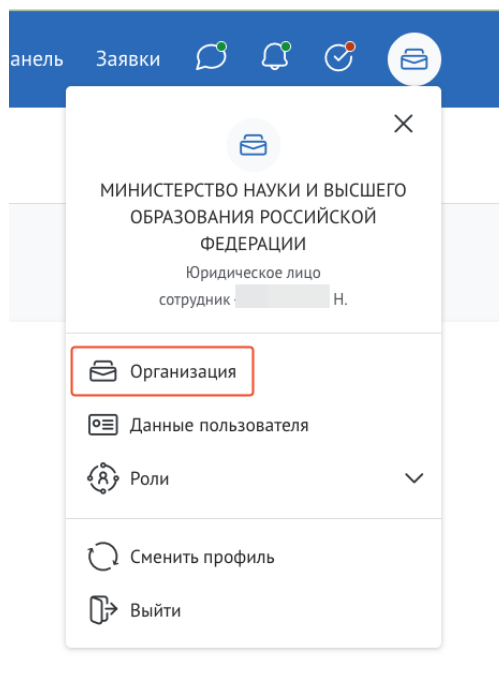 анель Заявки
МИНИСТЕРСТВО НАУКИ И ВЫСШЕГО
ОБРАЗОВАНИЯ РОССИЙСКОЙ
ФЕДЕРАЦИИ
Юридическое лицо
сотрудник Н.
Организация
Данные пользователя
Роли
Сменить профиль
Выйти